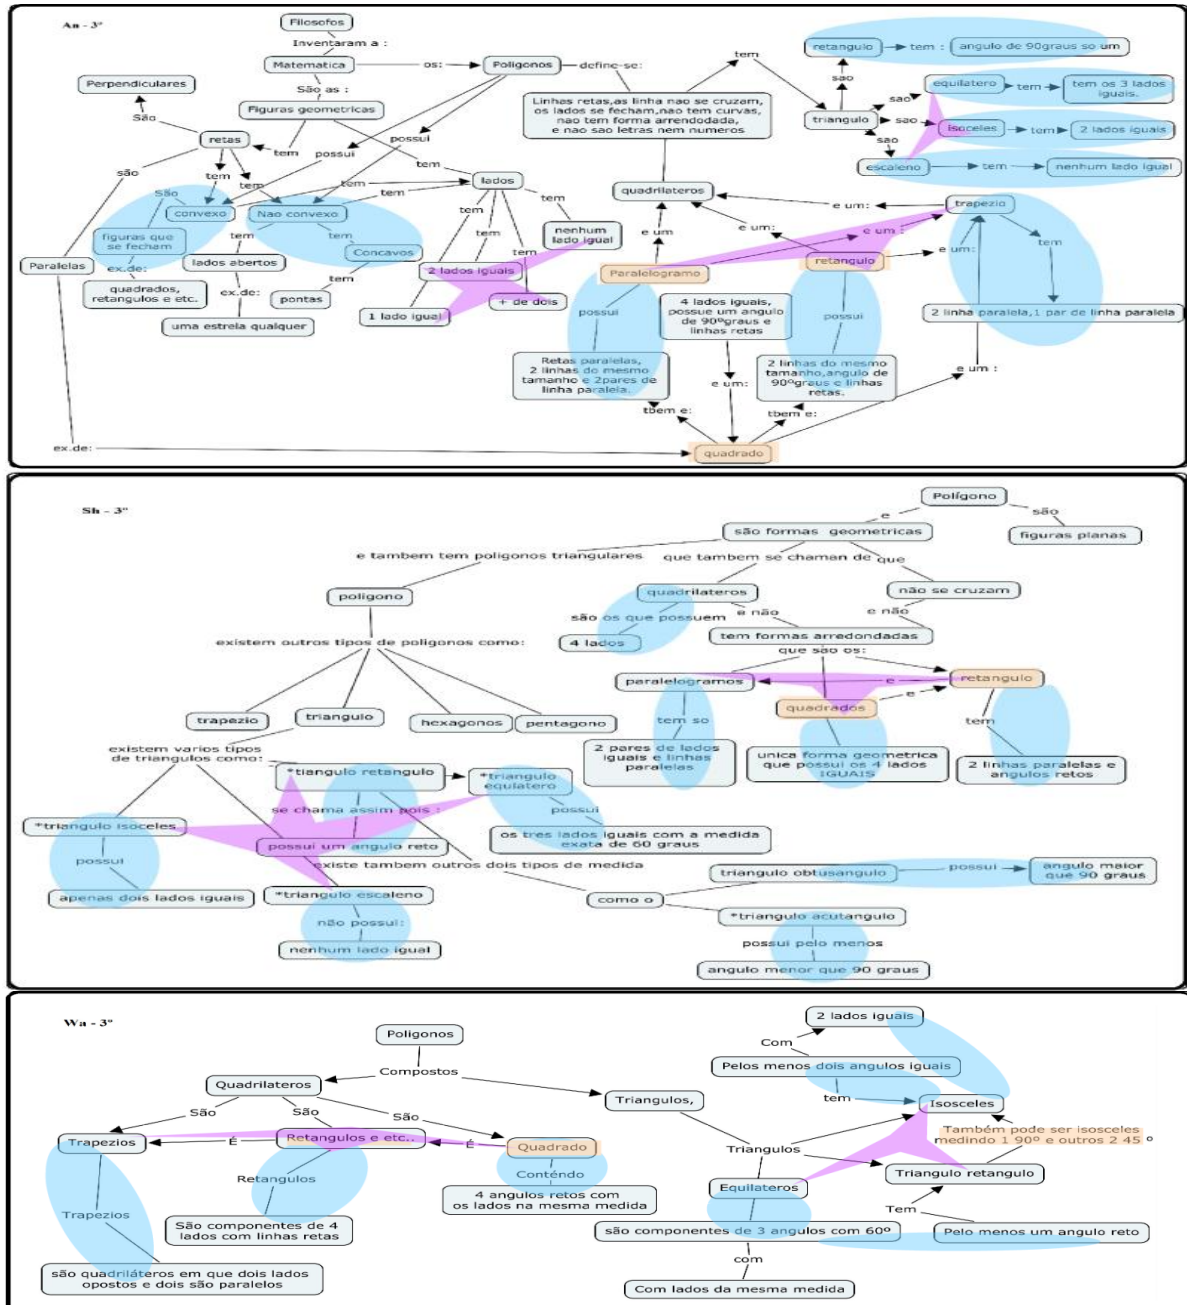 An - 3º
Filosofos
Inventaram a :
Matematica
os:
Poligonos
define-se:
São as :
Figuras geometricas
Perpendiculares
São
retas
tem
possui
possui
tem
são
tem
tem
São
convexo
tem
tem
Nao convexo
lados
figuras que
se fecham
ex.de:
quadrados,
retangulos e etc.
Paralelas
tem
lados abertos
ex.de:
uma estrela qualquer
tem
Concavos
tem
pontas
tem
tem
tem
tem
nenhum
lado igual
2 lados iguais
1 lado igual
+ de dois
Linhas retas,as linha nao se cruzam,
os lados se fecham,nao tem curvas,
nao tem forma arrendodada,
e nao sao letras nem numeros
tem
triangulo
sao
retangulo
tem :
angulo de 90graus so um
sao
equilatero
tem
tem os 3 lados
iguais.
sao
isoceles
tem
2 lados iguais
sao
escaleno
tem
nenhum lado igual
quadrilateros
e um:
trapezio
e um
e um:
e um :
Paralelogramo
retangulo
e um:
tem
2 linha paralela,1 par de linha paralela
possui
4 lados iguais,
possue um angulo
de 90ºgraus e
linhas retas
possui
Retas paralelas,
2 linhas do mesmo
tamanho e 2pares de
linha paralela.
e um:
2 linhas do mesmo
tamanho,angulo de
90ºgraus e linhas
retas.
e um :
tbem e:
tbem e:
ex.de:
quadrado
Sh - 3º
Polígono
e
são
são formas geometricas
figuras planas
e tambem tem poligonos triangulares
que tambem se chaman de
que
poligono
quadrilateros
não se cruzam
são os que possuem
e não
e não
4 lados
tem formas arredondadas
existem outros tipos de poligonos como:
que sao os:
paralelogramos
e
retangulo
quadrados
e
trapezio
triangulo
hexagonos
pentagono
tem so
tem
2 pares de lados
iguais e linhas
paralelas
unica forma geometrica
que possui os 4 lados
IGUAIS
2 linhas paralelas e
angulos retos
existem varios tipos
de triangulos como:
*tiangulo retangulo
*triangulo
equlatero
se chama assim pois :
possui
*triangulo isoceles
possui um angulo reto
os tres lados iguais com a medida
exata de 60 graus
possui
existe tambem outros dois tipos de medida
apenas dois lados iguais
*triangulo escaleno
como o
triangulo obtusangulo
possui
angulo maior
que 90 graus
não possui:
*triangulo acutangulo
nenhum lado igual
possui pelo menos
angulo menor que 90 graus
Wa - 3º
Poligonos
Compostos
Quadrilateros
São
São
São
Trapezios
É
Retangulos e etc..
É
Quadrado
Retangulos
Conténdo
Trapezios
São componentes de 4
lados com linhas retas
4 angulos retos com
os lados na mesma medida
são quadriláteros em que dois lados
opostos e dois são paralelos
2 lados iguais
Com
Pelos menos dois angulos iguais
tem
Isosceles
Triangulos,
Triangulos
Também pode ser isosceles
medindo 1 90º e outros 2 45 º
Equilateros
Triangulo retangulo
Tem
são componentes de 3 angulos com 60º
Pelo menos um angulo reto
com
Com lados da mesma medida